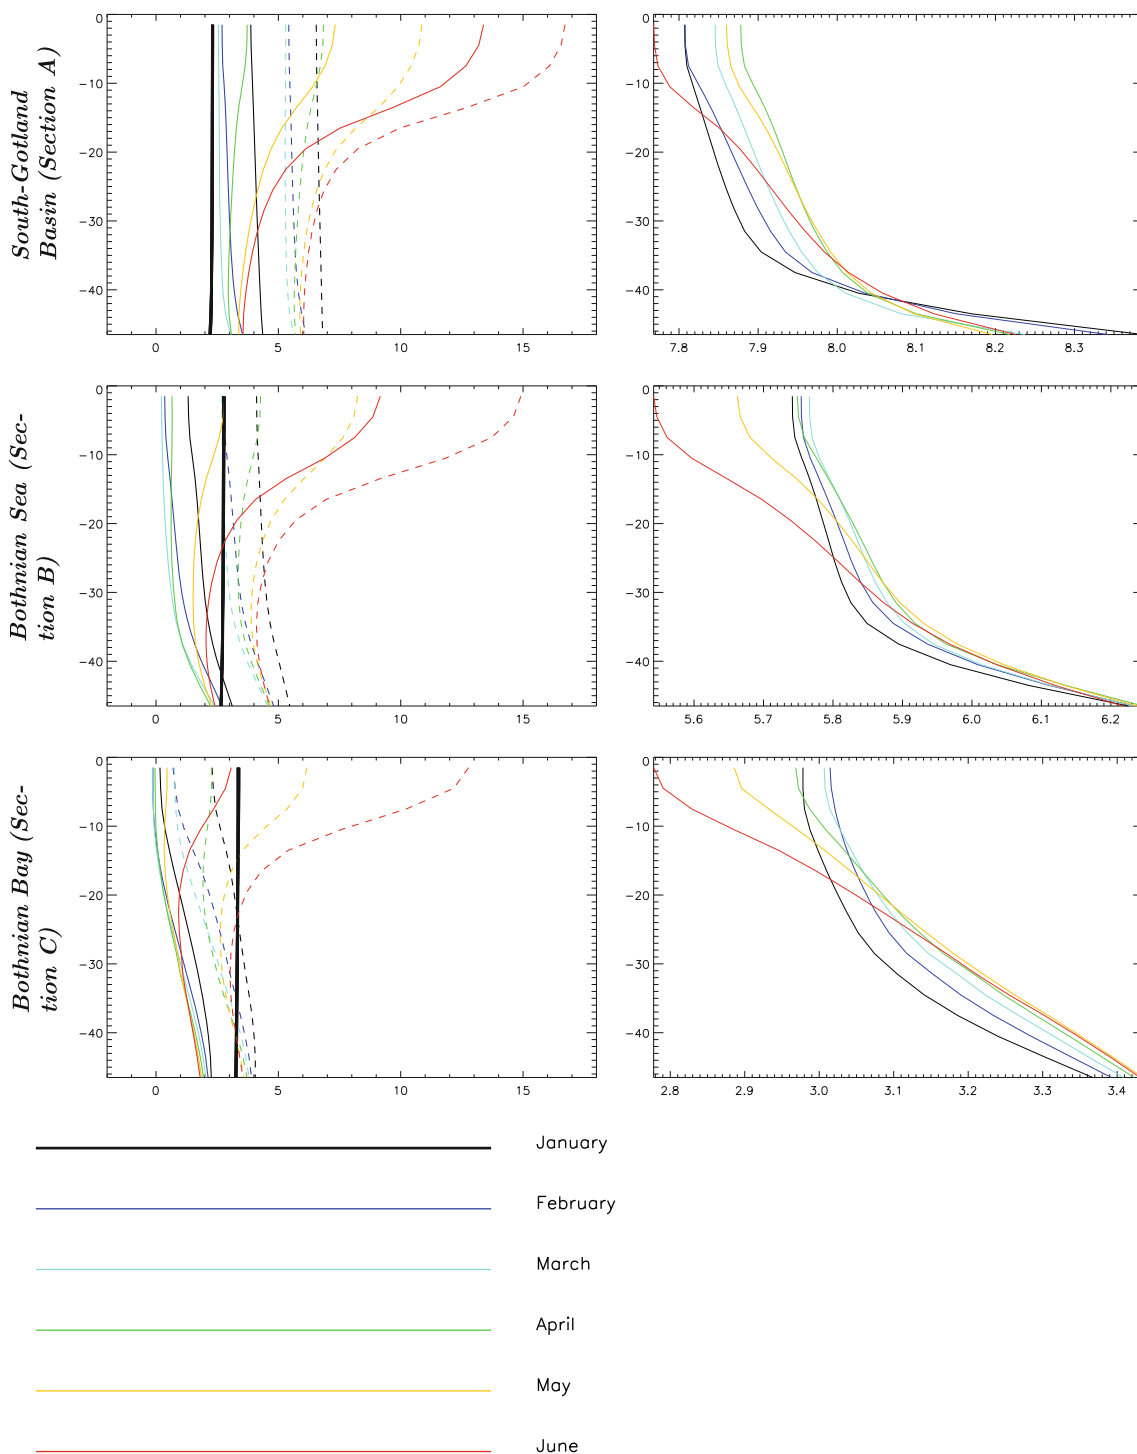 South-Gotland
Basin (Section A)
0
-10
-20
-30
-40
0 5 10 15
0
-10
-20
-30
-40
7.8 7.9 8.0 8.1 8.2 8.3
Bothnian Sea (Sec-
tion B)
0
-10
-20
-30
-40
0 5 10 15
0
-10
-20
-30
-40
5.6 5.7 5.8 5.9 6.0 6.1 6.2
Bothnian Bay (Sec-
tion C)
0
-10
-20
-30
-40
0 5 10 15
0
-10
-20
-30
-40
2.8 2.9 3.0 3.1 3.2 3.3 3.4
January
February
March
April
May
June